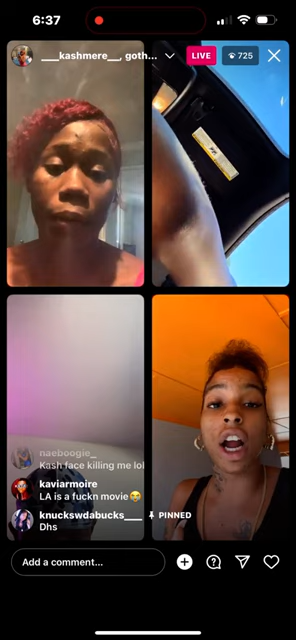 6:37
___kashmere__, goth...
LIVE
725
naeboogie_
Kash face killing me lol
kaviarmoire
LA is a fuckn movie😭
knuckswdabucks___ PINNED
Dhs
Add a comment...